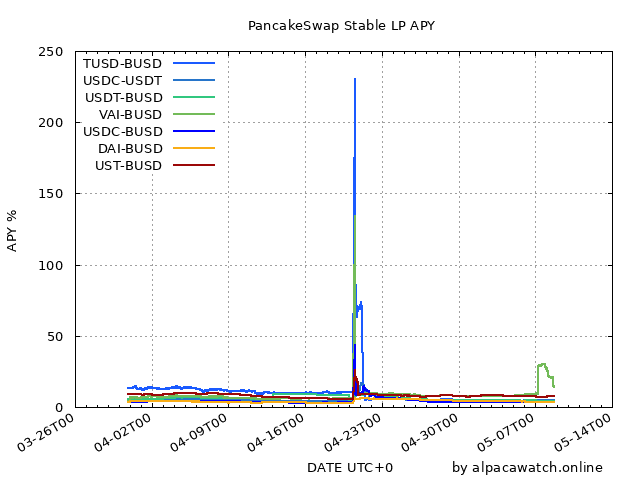 PancakeSwap Stable LP APY
250
200
150
100
50
0
APY %
TUSD-BUSD
USDC-USDT
USDT-BUSD
VAI-BUSD
USDC-BUSD
DAI-BUSD
UST-BUSD
03-26T00
04-02T00
04-09T00
04-16T00
04-23T00
04-30T00
05-07T00
05-14T00
DATE UTC+0
by alpacawatch.online